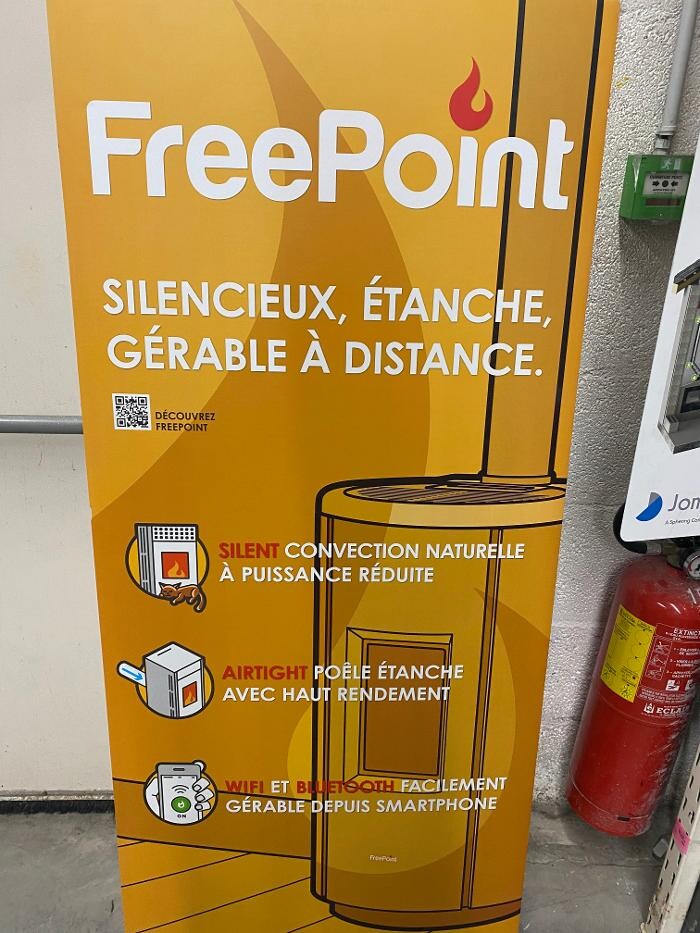 FreePoint
SILENCIEUX, ÉTANCHE,
GÉRABLE À DISTANCE.
DÉCOUVREZ
FREEPOINT
SILENT CONVECTION NATURELLE
À PUISSANCE RÉDUITE
AIRTIGHT POÊLE ÉTANCHE
AVEC HAUT RENDEMENT
WIFI ET BLUETOOTH FACILEMENT
GÉRABLE DEPUIS SMARTPHONE
ON
FreePoint